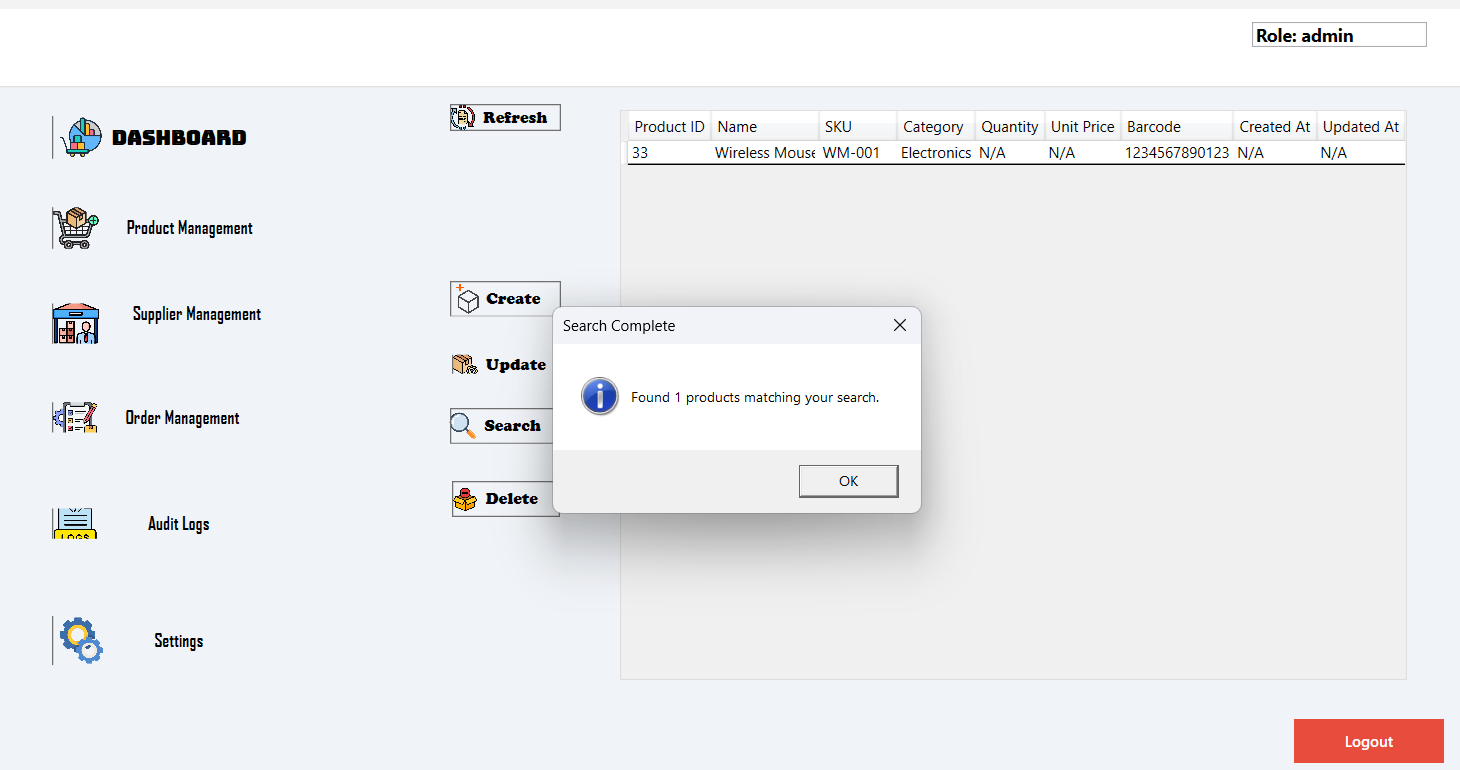 Role: admin
DASHBOARD
Product Management
Supplier Management
Order Management
LOGS
Audit Logs
Settings
Refresh
Create
Update
Search
Delete
Product ID Name SKU Category Quantity Unit Price Barcode Created At Updated At
33 Wireless Mouse WM-001 Electronics N/A N/A 1234567890123 N/A N/A
Search Complete
Found 1 products matching your search.
OK
Logout